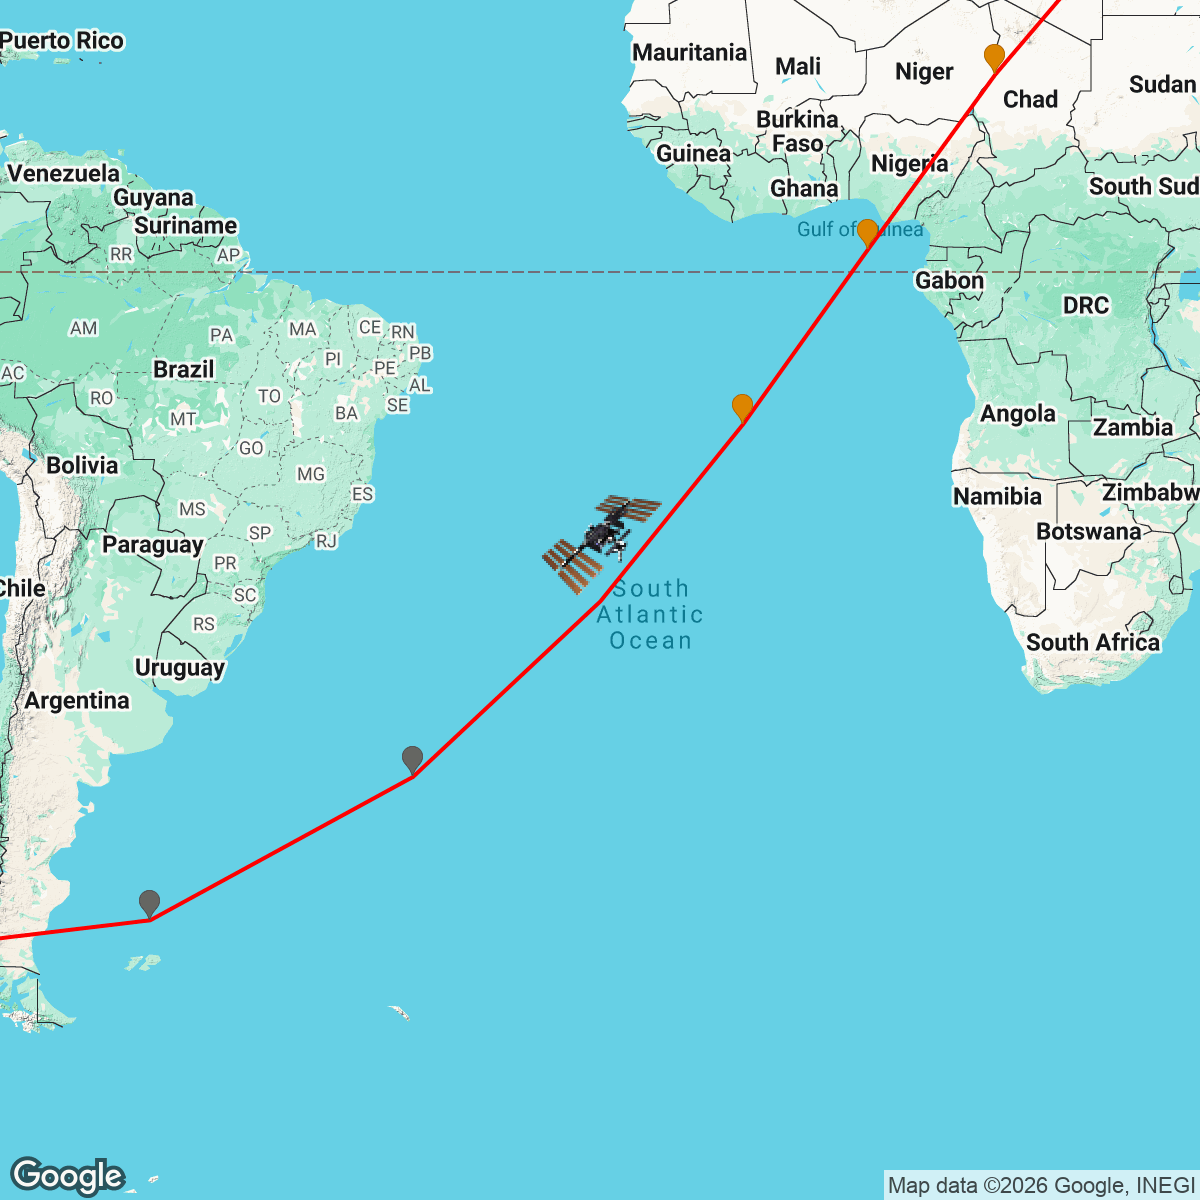 Puerto Rico
Mauritania
Mali
Niger
Chad
Sudan
Burkina
Faso
Guinea
Nigeria
Ghana
South Sud
Venezuela
Guyana
Suriname
Gulf of Guinea
RR
AP
Gabon
DRC
AM
PA
MA
CE
RN
PB
PI
PE
AL
Brazil
AC
RO
TO
SE
MT
BA
Angola
Zambia
GO
Bolivia
MG
ES
Namibia
Zimbabw
MS
SP
RJ
Botswana
Paraguay
PR
Chile
SC
South
Atlantic
Ocean
RS
South Africa
Uruguay
Argentina
Google
Map data ©2026 Google, INEGI